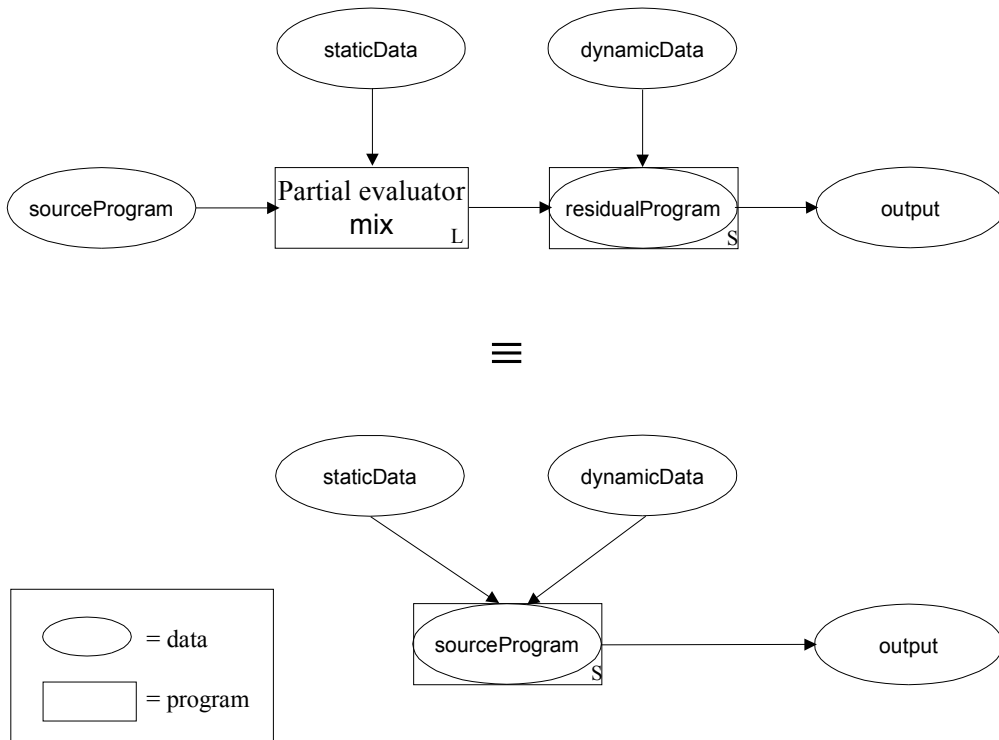 staticData
dynamicData
sourceProgram
Partial evaluator
mix
L
residualProgram
S
output
≡
staticData
dynamicData
sourceProgram
S
output
= data
= program